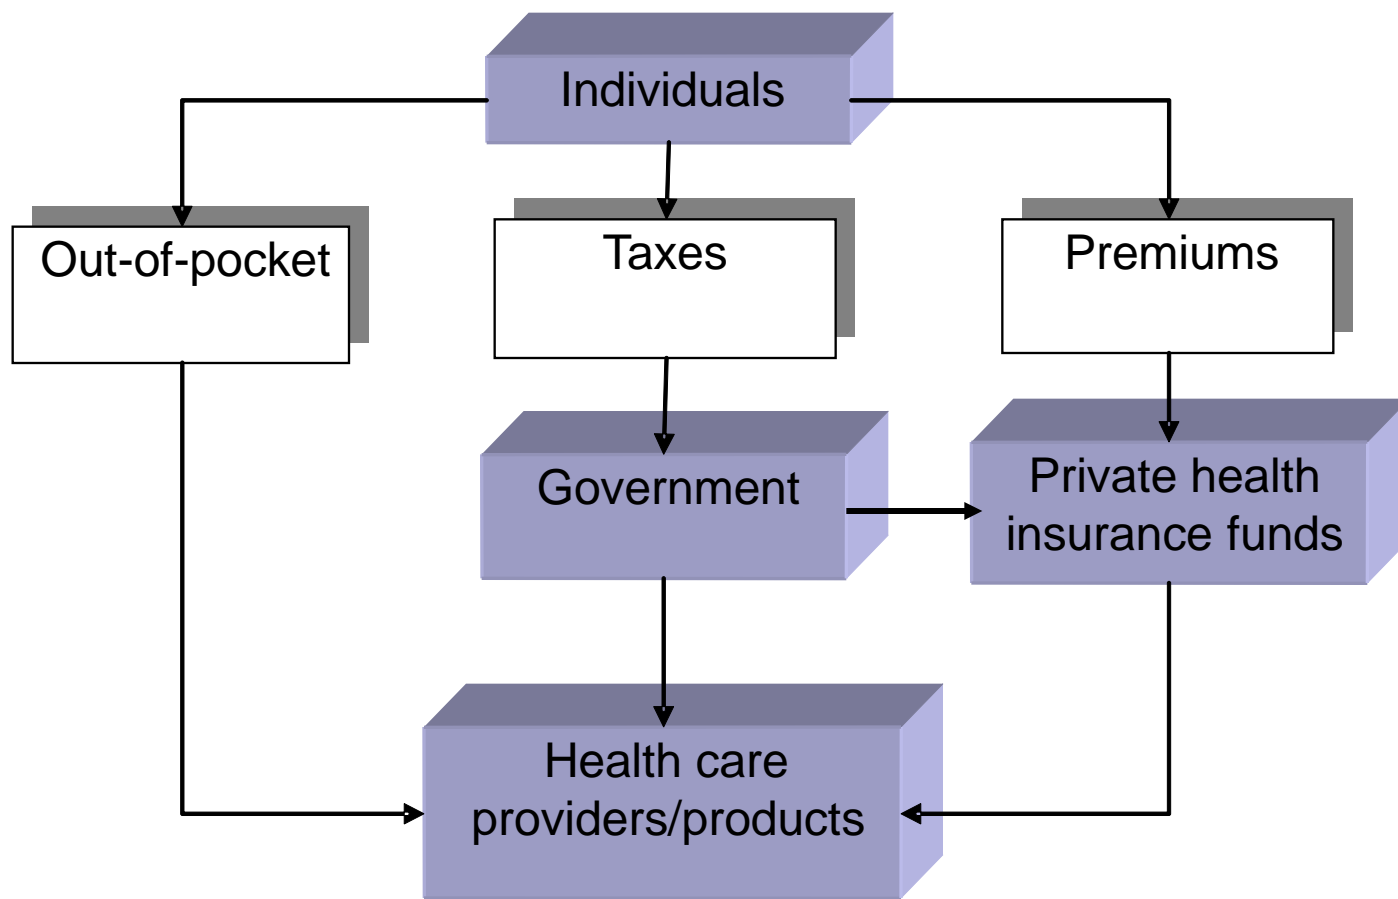 Individuals
Out-of-pocket
Taxes
Premiums
Government
Private health
insurance funds
Health care
providers/products